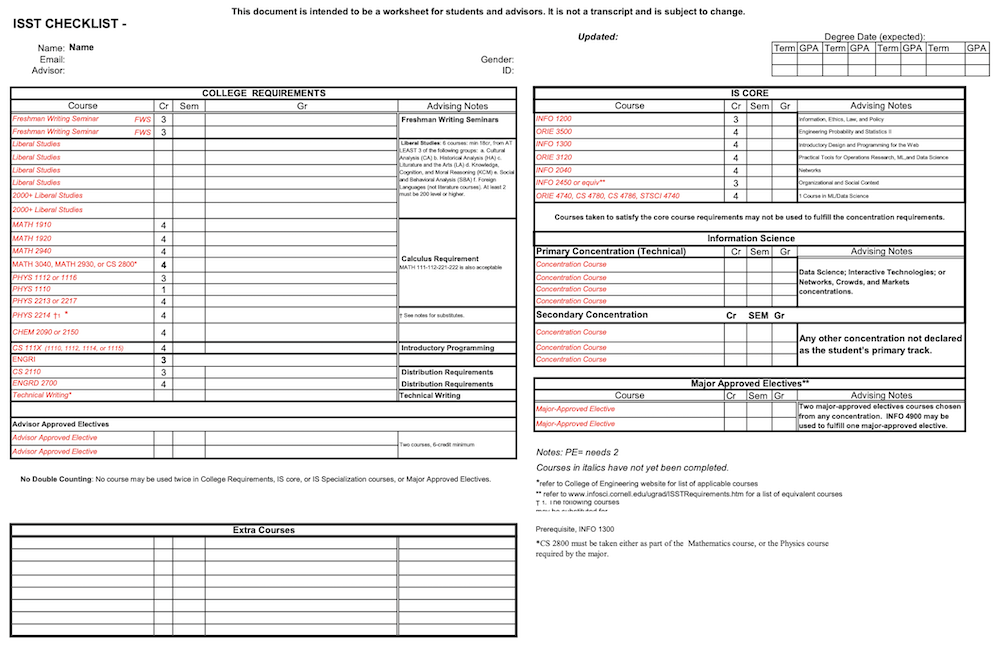 This document is intended to be a worksheet for students and advisors. It is not a transcript and is subject to change.
ISST CHECKLIST -
Updated:
Degree Date (expected):
Name: Name
Email:
Advisor:
Gender:
ID:
Term GPA Term GPA Term GPA Term GPA
COLLEGE REQUIREMENTS
Course Cr Sem Gr Advising Notes
Freshman Writing Seminar FWS 3 Freshman Writing Seminars
Freshman Writing Seminar FWS 3
Liberal Studies
Liberal Studies
Liberal Studies
Liberal Studies
2000+ Liberal Studies
2000+ Liberal Studies
Liberal Studies: 6 courses: min 18cr, from AT
LEAST 3 of the following groups: a. Cultural
Analysis (CA) b. Historical Analysis (HA) c.
Literature and the Arts (LA) d. Knowledge,
Cognition, and Moral Reasoning (KCM) e. Social
and Behavioral Analysis (SBA) f. Foreign
Languages (not literature courses). At least 2
must be 200 level or higher.
MATH 1910 4
MATH 1920 4
MATH 2940 4
MATH 3040, MATH 2930, or CS 2800* 4
PHYS 1112 or 1116 3
PHYS 1110 1
PHYS 2213 or 2217 4
Calculus Requirement
MATH 111-112-221-222 is also acceptable
PHYS 2214 †¹ * 4 † See notes for substitutes.
CHEM 2090 or 2150 4
CS 111X (1110, 1112, 1114, or 1115) 4 Introductory Programming
ENGRI 3
CS 2110 3 Distribution Requirements
ENGRD 2700 4 Distribution Requirements
Technical Writing* Technical Writing
Advisor Approved Electives
Advisor Approved Elective
Advisor Approved Elective
Two courses, 6-credit minimum
No Double Counting: No course may be used twice in College Requirements, IS core, or IS Specialization courses, or Major Approved Electives.
Extra Courses
IS CORE
Course Cr Sem Gr Advising Notes
INFO 1200 3 Information, Ethics, Law, and Policy
ORIE 3500 4 Engineering Probability and Statistics II
INFO 1300 4 Introductory Design and Programming for the Web
ORIE 3120 4 Practical Tools for Operations Research, ML,and Data Science
INFO 2040 4 Networks
INFO 2450 or equiv** 3 Organizational and Social Context
ORIE 4740, CS 4780, CS 4786, STSCI 4740 4 1 Course in ML/Data Science
Courses taken to satisfy the core course requirements may not be used to fulfill the concentration requirements.
Information Science
Primary Concentration (Technical) Cr Sem Gr Advising Notes
Concentration Course
Concentration Course
Concentration Course
Concentration Course
Data Science; Interactive Technologies; or
Networks, Crowds, and Markets
concentrations.
Secondary Concentration Cr SEM Gr
Concentration Course
Concentration Course
Concentration Course
Any other concentration not declared
as the student's primary track.
Major Approved Electives**
Course Cr Sem Gr Advising Notes
Major-Approved Elective
Major-Approved Elective
Two major-approved electives courses chosen
from any concentration. INFO 4900 may be
used to fulfill one major-approved elective.
Notes: PE= needs 2
Courses in italics have not yet been completed.
*refer to College of Engineering website for list of applicable courses
** refer to www.infosci.cornell.edu/ugrad/ISSTRequirements.htm for a list of equivalent courses
† 1. The following courses
may be substituted for
Prerequisite, INFO 1300
*CS 2800 must be taken either as part of the Mathematics course, or the Physics course
required by the major.